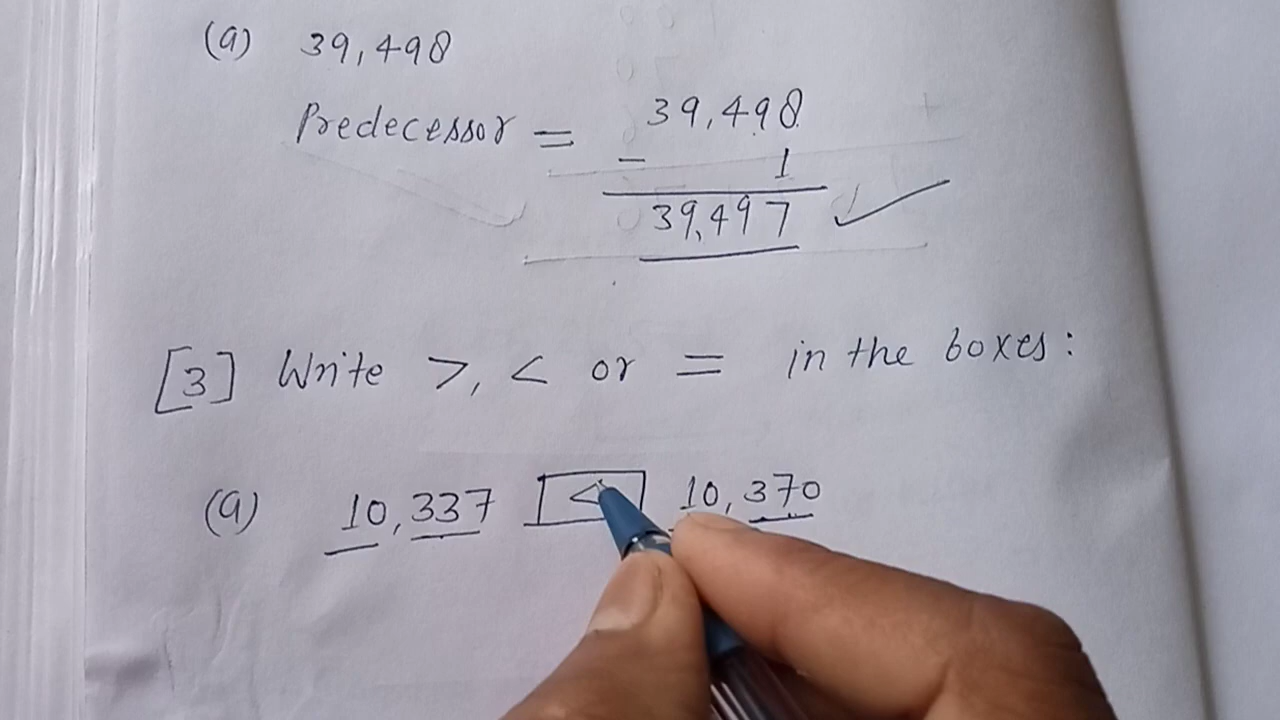 (a) 39,498
Predecessor = 39,498
- 1
39,497
[3] Write >, < or = in the boxes:
(a) 10,337 < 10,370